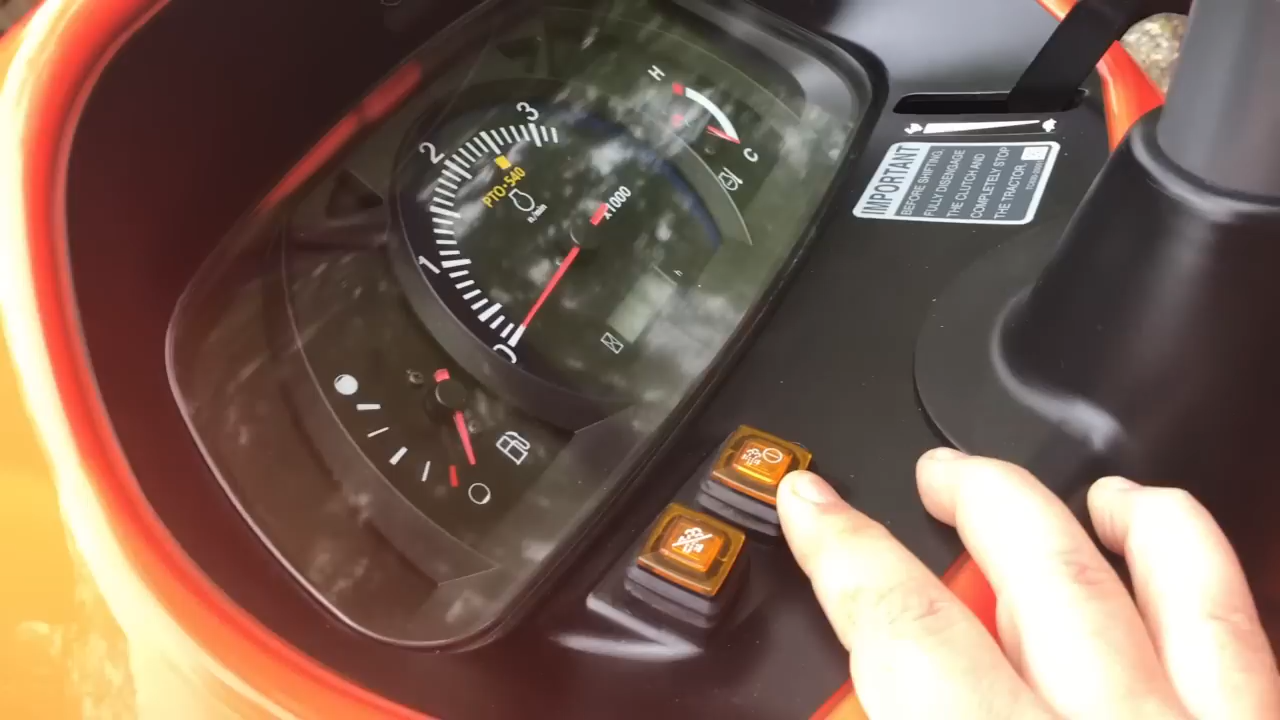 H
C
3
2
1
0
PTO·540
n/min
x1000
h
IMPORTANT
BEFORE SHIFTING,
FULLY DISENGAGE
THE CLUTCH AND
COMPLETELY STOP
THE TRACTOR.